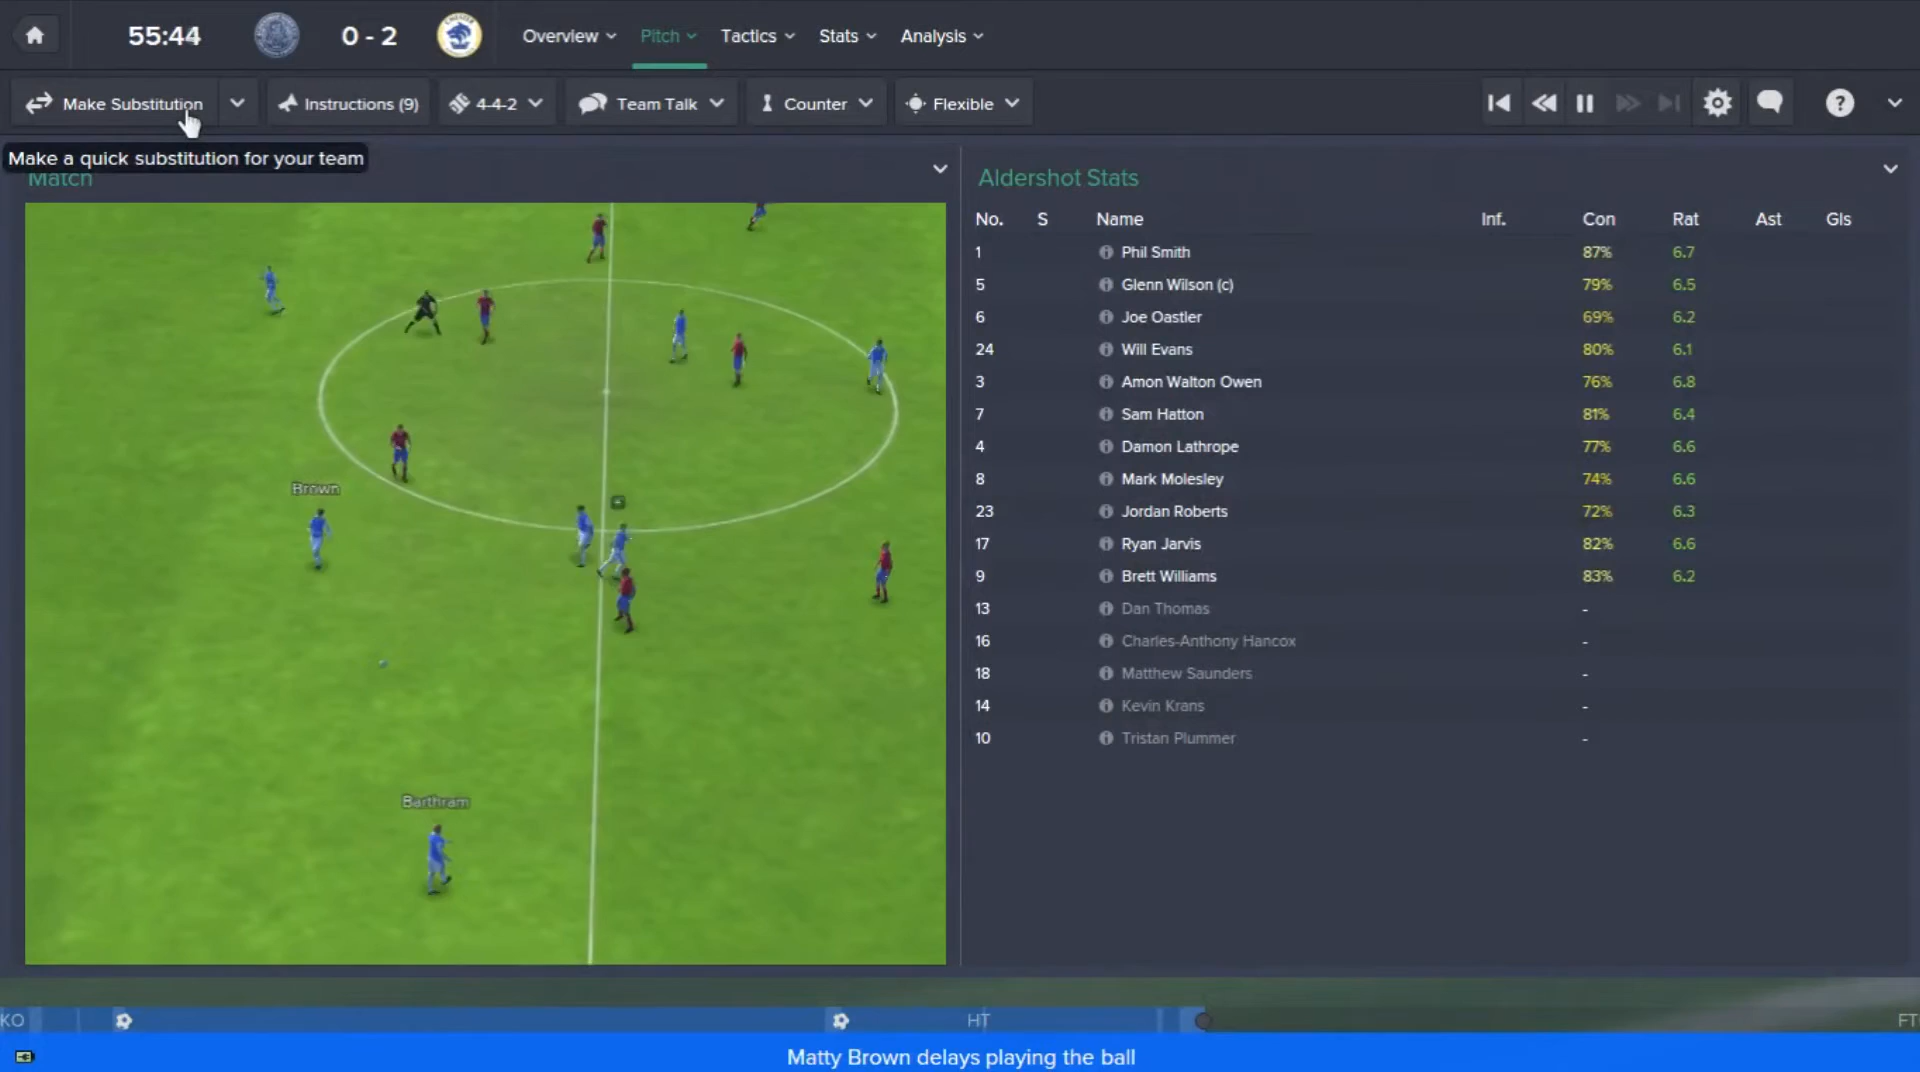 55:44 0 - 2 Overview Pitch Tactics Stats Analysis
CHESTER
Make Substitution Instructions (9) 4-4-2 Team Talk Counter Flexible ?
Make a quick substitution for your team
Match
Aldershot Stats
No. S Name Inf. Con Rat Ast Gls
1 Phil Smith 87% 6.7
5 Glenn Wilson (c) 79% 6.5
6 Joe Oastler 69% 6.2
24 Will Evans 80% 6.1
3 Amon Walton Owen 76% 6.8
7 Sam Hatton 81% 6.4
4 Damon Lathrope 77% 6.6
8 Mark Molesley 74% 6.6
23 Jordan Roberts 72% 6.3
17 Ryan Jarvis 82% 6.6
9 Brett Williams 83% 6.2
13 Dan Thomas -
16 Charles-Anthony Hancox -
18 Matthew Saunders -
14 Kevin Krans -
10 Tristan Plummer -
Brown
Barthram
KO HT FT
Matty Brown delays playing the ball